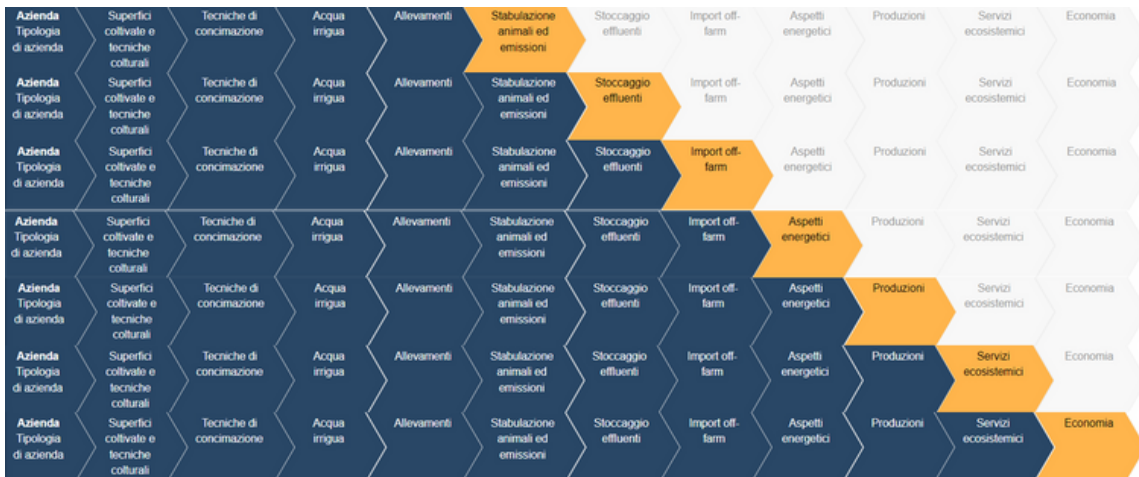 Azienda Tipologia di azienda
Superfici coltivate e tecniche colturali
Tecniche di concimazione
Acqua irrigua
Allevamenti
Stabulazione animali ed emissioni
Stoccaggio effluenti
Import off-farm
Aspetti energetici
Produzioni
Servizi ecosistemici
Economia
Azienda Tipologia di azienda
Superfici coltivate e tecniche colturali
Tecniche di concimazione
Acqua irrigua
Allevamenti
Stabulazione animali ed emissioni
Stoccaggio effluenti
Import off-farm
Aspetti energetici
Produzioni
Servizi ecosistemici
Economia
Azienda Tipologia di azienda
Superfici coltivate e tecniche colturali
Tecniche di concimazione
Acqua irrigua
Allevamenti
Stabulazione animali ed emissioni
Stoccaggio effluenti
Import off-farm
Aspetti energetici
Produzioni
Servizi ecosistemici
Economia
Azienda Tipologia di azienda
Superfici coltivate e tecniche colturali
Tecniche di concimazione
Acqua irrigua
Allevamenti
Stabulazione animali ed emissioni
Stoccaggio effluenti
Import off-farm
Aspetti energetici
Produzioni
Servizi ecosistemici
Economia
Azienda Tipologia di azienda
Superfici coltivate e tecniche colturali
Tecniche di concimazione
Acqua irrigua
Allevamenti
Stabulazione animali ed emissioni
Stoccaggio effluenti
Import off-farm
Aspetti energetici
Produzioni
Servizi ecosistemici
Economia
Azienda Tipologia di azienda
Superfici coltivate e tecniche colturali
Tecniche di concimazione
Acqua irrigua
Allevamenti
Stabulazione animali ed emissioni
Stoccaggio effluenti
Import off-farm
Aspetti energetici
Produzioni
Servizi ecosistemici
Economia
Azienda Tipologia di azienda
Superfici coltivate e tecniche colturali
Tecniche di concimazione
Acqua irrigua
Allevamenti
Stabulazione animali ed emissioni
Stoccaggio effluenti
Import off-farm
Aspetti energetici
Produzioni
Servizi ecosistemici
Economia